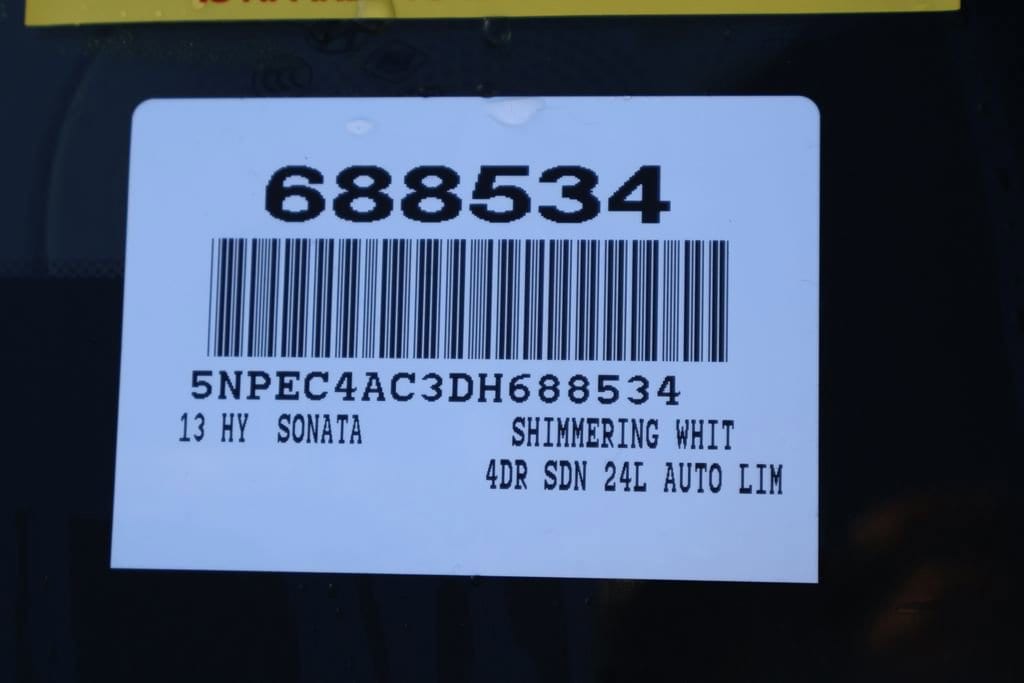 688534
5NPEC4AC3DH688534
13 HY SONATA SHIMMERING WHIT
4DR SDN 24L AUTO LIM